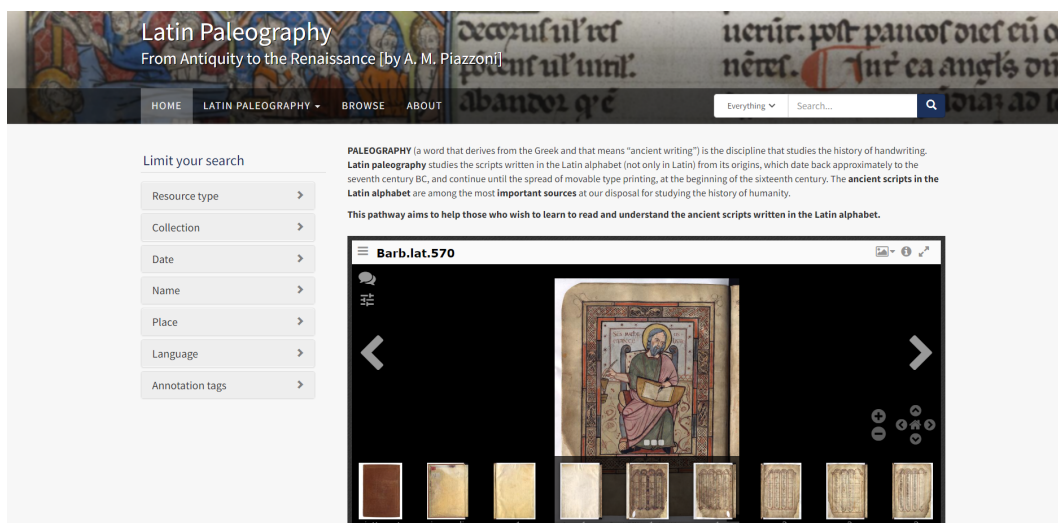 Latin Paleography
From Antiquity to the Renaissance [by A. M. Piazzoni]
HOME LATIN PALEOGRAPHY BROWSE ABOUT Everything Search...
Limit your search
Resource type
Collection
Date
Name
Place
Language
Annotation tags
PALEOGRAPHY (a word that derives from the Greek and that means “ancient writing”) is the discipline that studies the history of handwriting.
Latin paleography studies the scripts written in the Latin alphabet (not only in Latin) from its origins, which date back approximately to the
seventh century BC, and continue until the spread of movable type printing, at the beginning of the sixteenth century. The ancient scripts in the
Latin alphabet are among the most important sources at our disposal for studying the history of humanity.
This pathway aims to help those who wish to learn to read and understand the ancient scripts written in the Latin alphabet.
Barb.lat.570